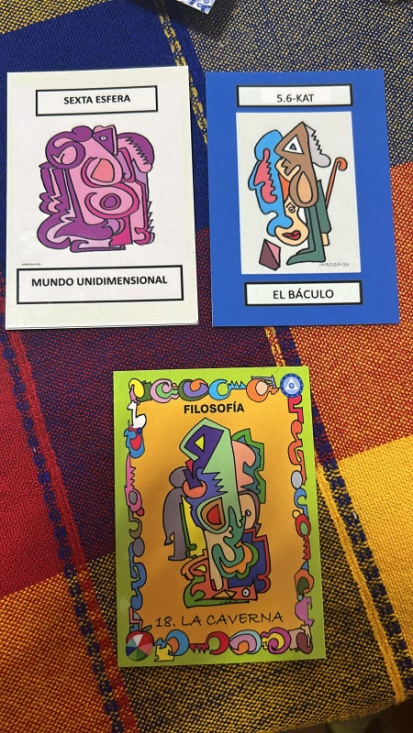 SEXTA ESFERA
MUNDO UNIDIMENSIONAL
5.6-KAT
EL BÁCULO
FILOSOFÍA
18. LA CAVERNA